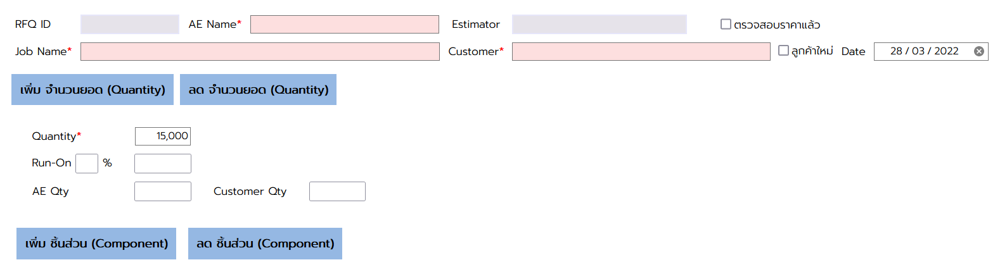 RFQ ID AE Name* Estimator ตรวจสอบราคาแล้ว
Job Name* Customer* ลูกค้าใหม่ Date 28 / 03 / 2022
เพิ่ม จำนวนยอด (Quantity) ลด จำนวนยอด (Quantity)
Quantity* 15,000
Run-On %
AE Qty Customer Qty
เพิ่ม ชิ้นส่วน (Component) ลด ชิ้นส่วน (Component)